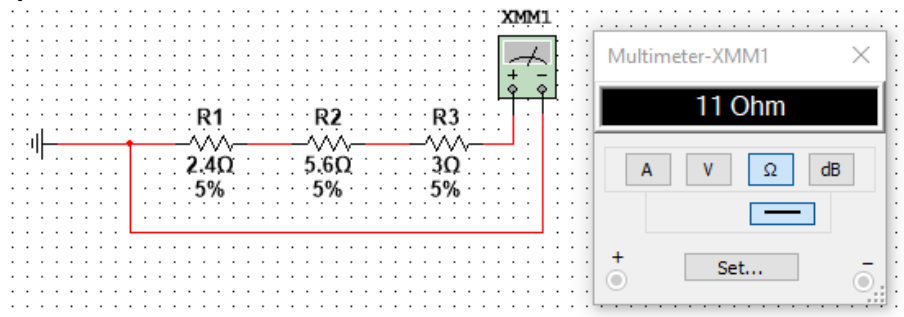 XMM1
+ −
R1
2.4Ω
5%
R2
5.6Ω
5%
R3
3Ω
5%
Multimeter-XMM1
11 Ohm
A V Ω dB
+ −
Set...